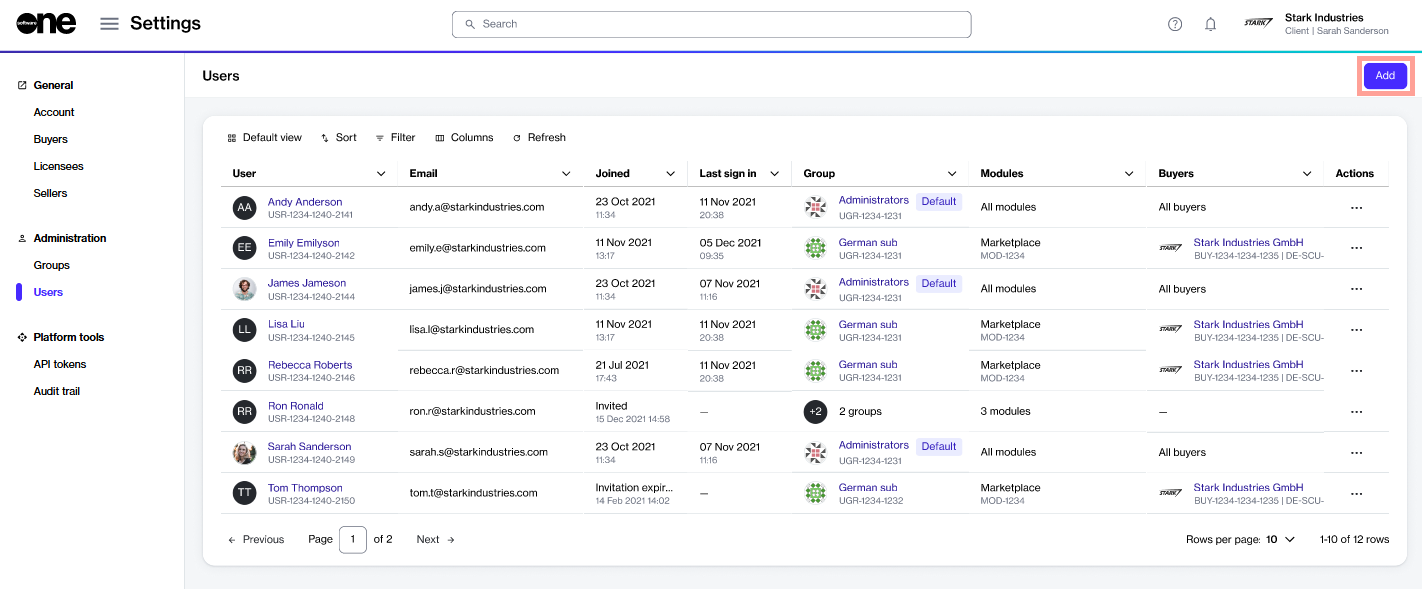 software one Settings Search STARK Stark Industries
Client | Sarah Sanderson
General
Account
Buyers
Licensees
Sellers
Administration
Groups
Users
Platform tools
API tokens
Audit trail
Users Add
Default view Sort Filter Columns Refresh
User Email Joined Last sign in Group Modules Buyers Actions
AA Andy Anderson andy.a@starkindustries.com 23 Oct 2021 11 Nov 2021 Administrators Default All modules All buyers ...
USR-1234-1240-2141 11:34 20:38 UGR-1234-1231
EE Emily Emilyson emily.e@starkindustries.com 11 Nov 2021 05 Dec 2021 German sub Marketplace STARK Stark Industries GmbH ...
USR-1234-1240-2142 13:17 09:35 UGR-1234-1231 MOD-1234 BUY-1234-1234-1235 | DE-SCU-
James Jameson james.j@starkindustries.com 23 Oct 2021 07 Nov 2021 Administrators Default All modules All buyers ...
USR-1234-1240-2144 11:34 11:16 UGR-1234-1231
LL Lisa Liu lisa.l@starkindustries.com 11 Nov 2021 11 Nov 2021 German sub Marketplace STARK Stark Industries GmbH ...
USR-1234-1240-2145 13:17 20:38 UGR-1234-1231 MOD-1234 BUY-1234-1234-1235 | DE-SCU-
RR Rebecca Roberts rebecca.r@starkindustries.com 21 Jul 2021 11 Nov 2021 German sub Marketplace STARK Stark Industries GmbH ...
USR-1234-1240-2146 17:43 20:38 UGR-1234-1231 MOD-1234 BUY-1234-1234-1235 | DE-SCU-
RR Ron Ronald ron.r@starkindustries.com Invited — +2 2 groups 3 modules — ...
USR-1234-1240-2148 15 Dec 2021 14:58
Sarah Sanderson sarah.s@starkindustries.com 23 Oct 2021 07 Nov 2021 Administrators Default All modules All buyers ...
USR-1234-1240-2149 11:34 11:16 UGR-1234-1231
TT Tom Thompson tom.t@starkindustries.com Invitation expir... — German sub Marketplace STARK Stark Industries GmbH ...
USR-1234-1240-2150 14 Feb 2021 14:02 UGR-1234-1232 MOD-1234 BUY-1234-1234-1235 | DE-SCU-
← Previous Page 1 of 2 Next → Rows per page: 10 1-10 of 12 rows